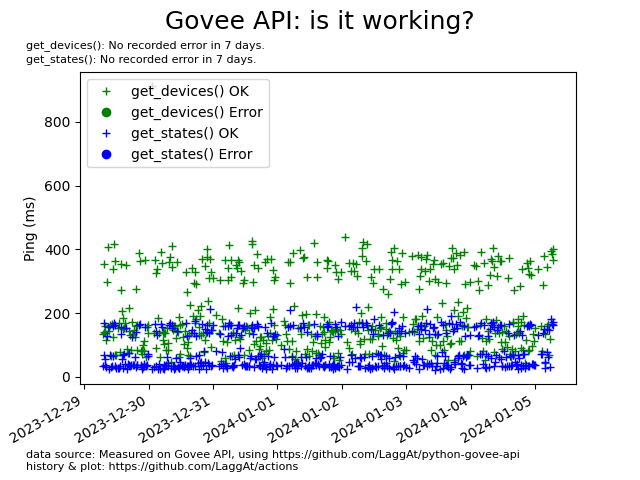 Govee API: is it working?
get_devices(): No recorded error in 7 days.
get_states(): No recorded error in 7 days.
get_devices() OK
get_devices() Error
get_states() OK
get_states() Error
Ping (ms)
800
600
400
200
0
2023-12-29
2023-12-30
2023-12-31
2024-01-01
2024-01-02
2024-01-03
2024-01-04
2024-01-05
data source: Measured on Govee API, using https://github.com/LaggAt/python-govee-api
history & plot: https://github.com/LaggAt/actions